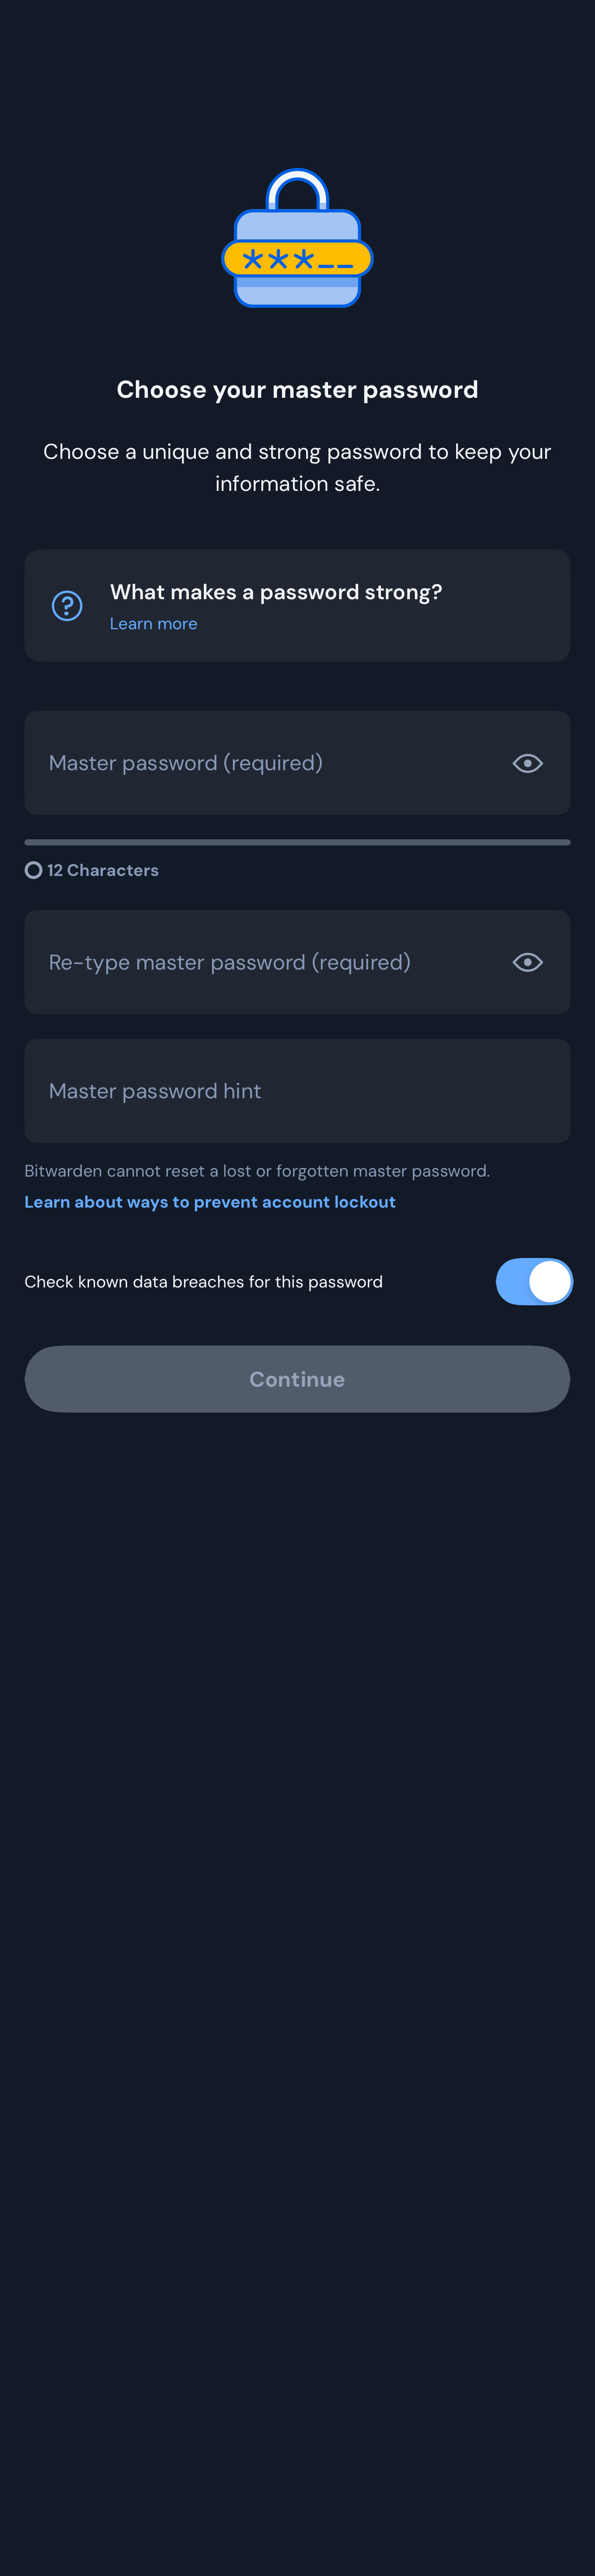 ***__
Choose your master password
Choose a unique and strong password to keep your
information safe.
What makes a password strong?
Learn more
Master password (required)
12 Characters
Re-type master password (required)
Master password hint
Bitwarden cannot reset a lost or forgotten master password.
Learn about ways to prevent account lockout
Check known data breaches for this password
Continue